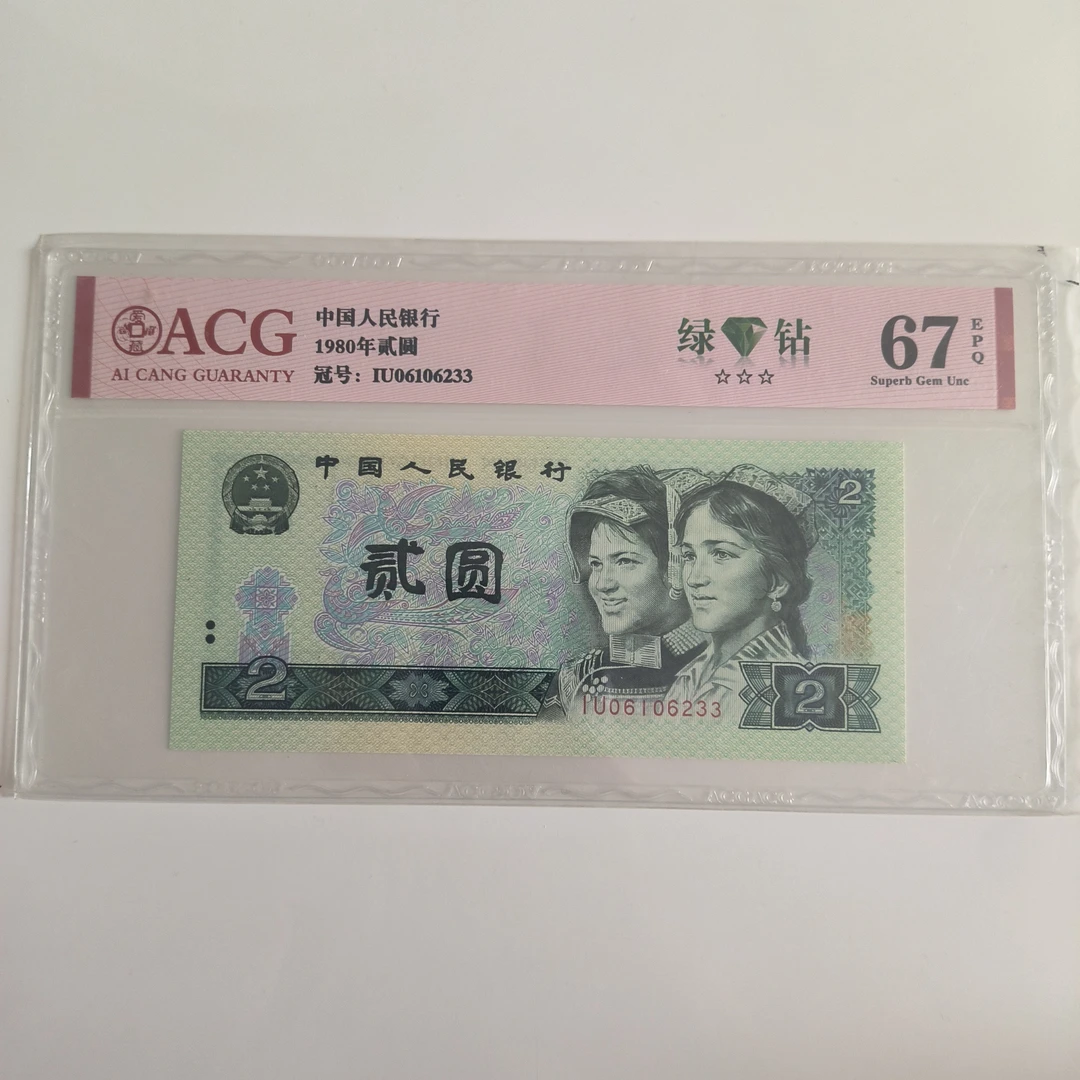 ACG
AI CANG GUARANTY
中国人民银行
1980年贰圆
冠号：IU06106233
绿钻
☆☆☆
67
EPQ
Superb Gem Unc
中国人民银行
贰圆
2
2
IU06106233
2